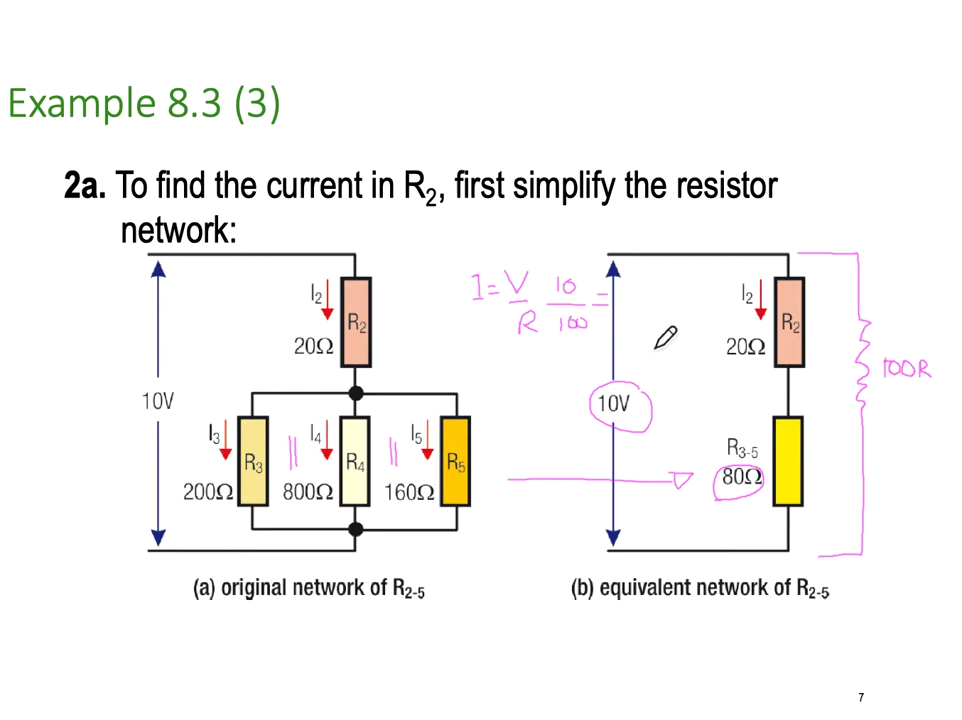 Example 8.3 (3)
2a. To find the current in R2, first simplify the resistor
network:
I2
R2
20Ω
10V
I3
R3
200Ω
I4
R4
800Ω
I5
R5
160Ω
(a) original network of R2-5
I = V/R 10/100 =
I2
R2
20Ω
10V
R3-5
80Ω
100R
(b) equivalent network of R2-5
7